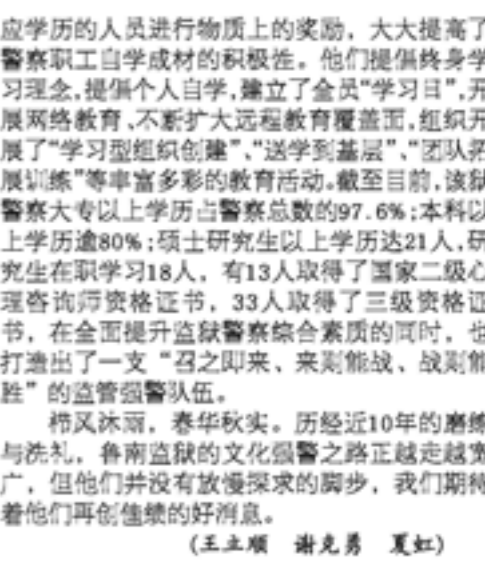 应学历的人员进行物质上的奖励，大大提高了
警察职工自学成材的积极性。他们提倡终身学
习理念，提倡个人自学，建立了全员“学习日”，开
展网络教育、不断扩大远程教育覆盖面，组织开
展了“学习型组织创建”、“送学到基层”、“团队拓
展训练”等丰富多彩的教育活动。截至目前，该狱
警察大专以上学历占警察总数的97.6%；本科以
上学历逾80%；硕士研究生以上学历达21人，研
究生在职学习18人，有13人取得了国家二级心
理咨询师资格证书，33人取得了三级资格证
书，在全面提升监狱警察综合素质的同时，也
打造出了一支“召之即来、来则能战、战则能
胜”的监管强警队伍。
栉风沐雨，春华秋实。历经近10年的磨练
与洗礼，鲁南监狱的文化强警之路正越走越宽
广，但他们并没有放慢探求的脚步，我们期待
着他们再创佳绩的好消息。
(王立顺 谢克勇 夏虹)